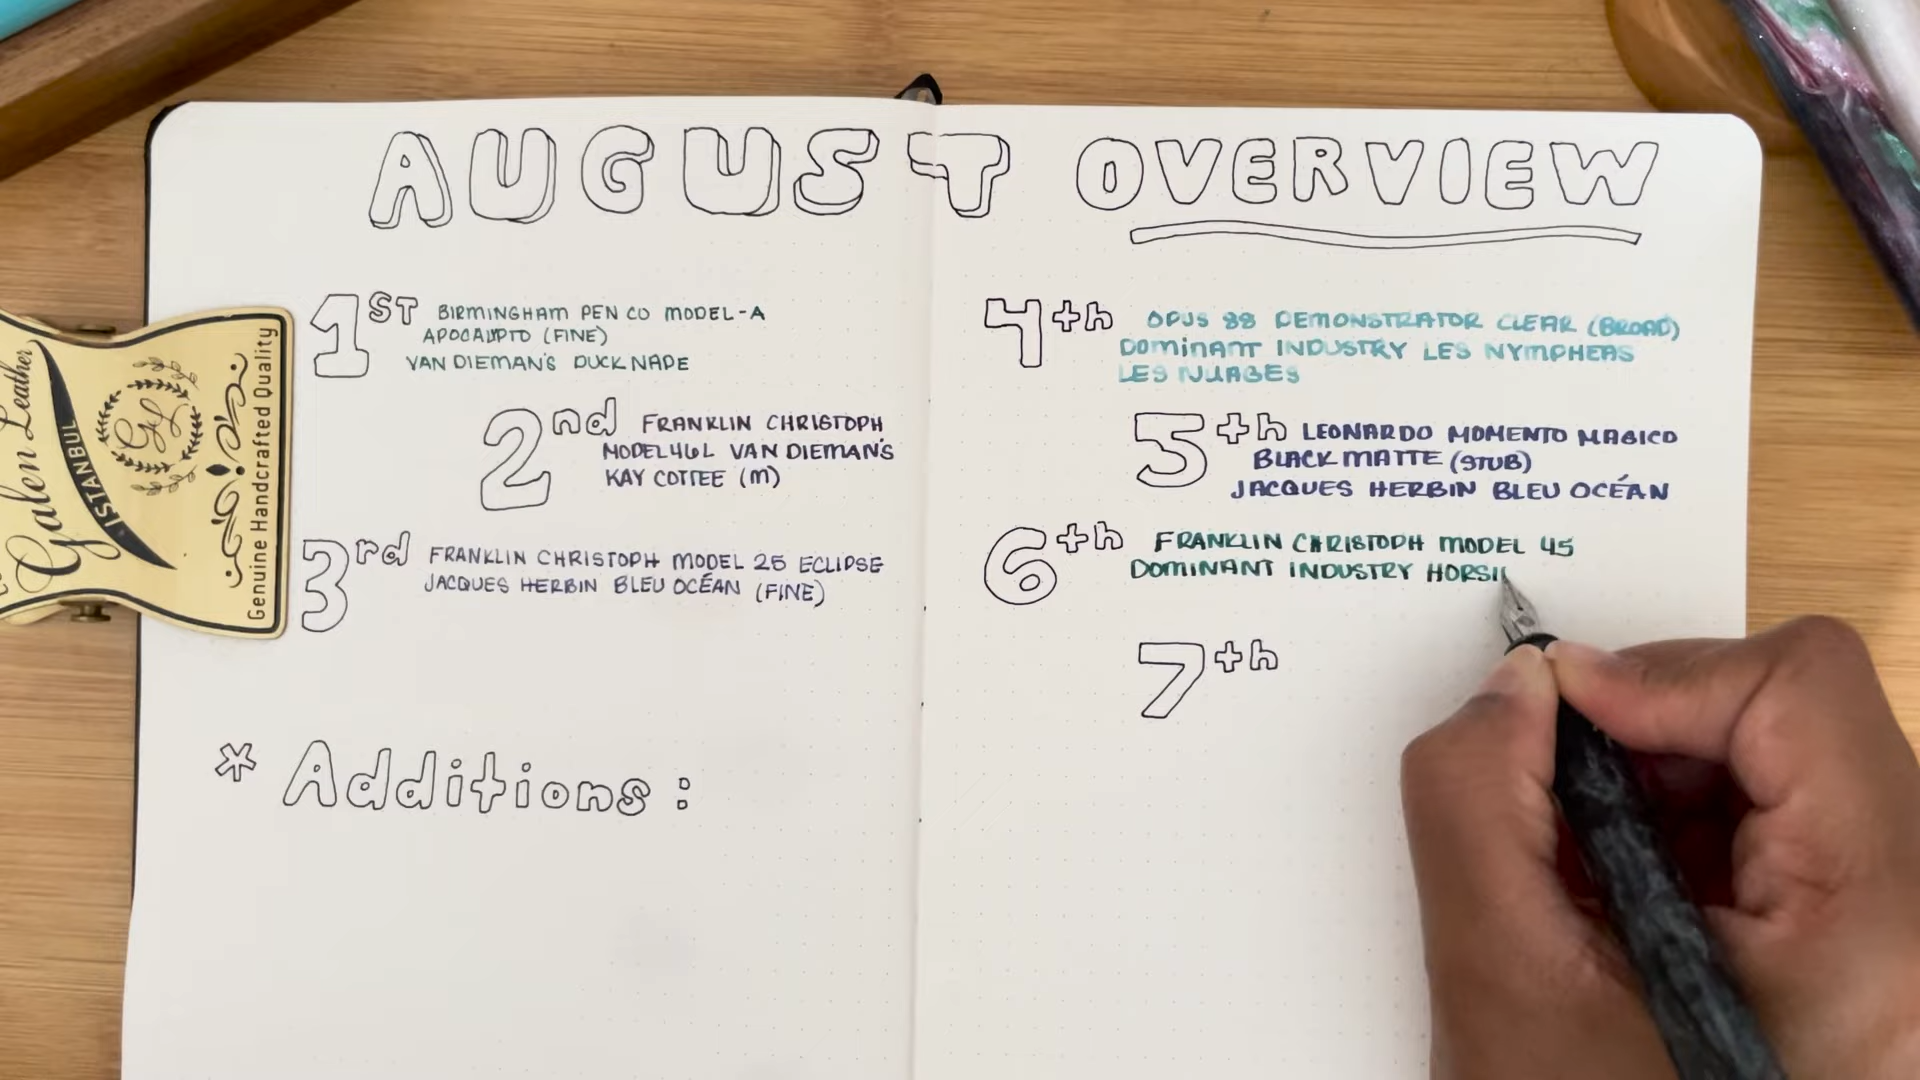 AUGUST OVERVIEW
1ST BIRMINGHAM PEN CO MODEL-A
APOCALYPTO (FINE)
VAN DIEMAN'S DUCK NAPE
2nd FRANKLIN CHRISTOPH
MODEL 46L VAN DIEMAN'S
KAY COTTEE (M)
3rd FRANKLIN CHRISTOPH MODEL 25 ECLIPSE
JACQUES HERBIN BLEU OCÉAN (FINE)
* Additions :
4th OPUS 88 DEMONSTRATOR CLEAR (BROAD)
DOMINANT INDUSTRY LES NYMPHEAS
LES NUAGES
5th LEONARDO MOMENTO MAGICO
BLACK MATTE (STUB)
JACQUES HERBIN BLEU OCÉAN
6th FRANKLIN CHRISTOPH MODEL 45
DOMINANT INDUSTRY
7th
Galen Leather
ISTANBUL
GL
Genuine Handcrafted Quality